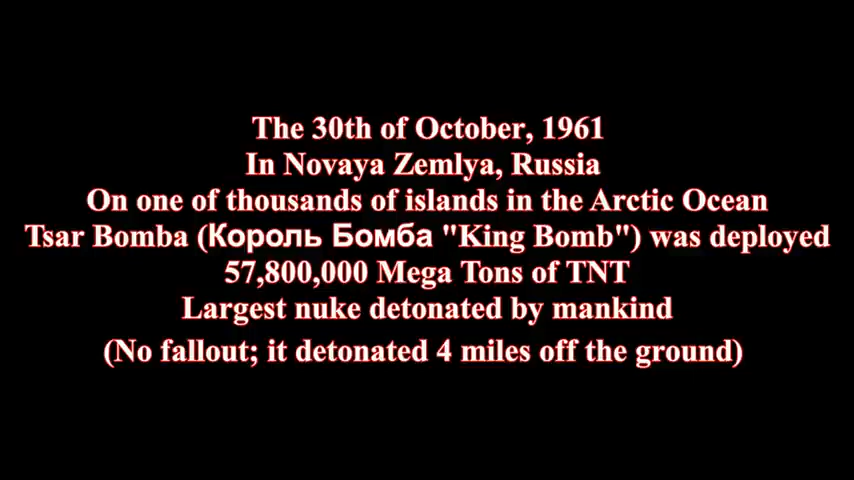 The 30th of October, 1961
In Novaya Zemlya, Russia
On one of thousands of islands in the Arctic Ocean
Tsar Bomba (Король Бомба "King Bomb") was deployed
57,800,000 Mega Tons of TNT
Largest nuke detonated by mankind
(No fallout; it detonated 4 miles off the ground)